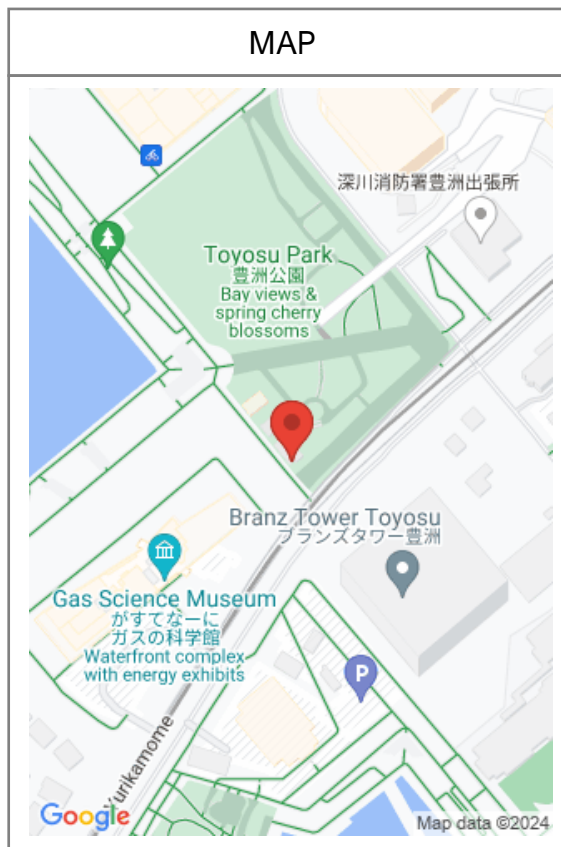 MAP
深川消防署豊洲出張所
Toyosu Park
豊洲公園
Bay views &
spring cherry
blossoms
Branz Tower Toyosu
ブランズタワー豊洲
Gas Science Museum
がすてなーに
ガスの科学館
Waterfront complex
with energy exhibits
P
Yurikamome
Google
Map data ©2024